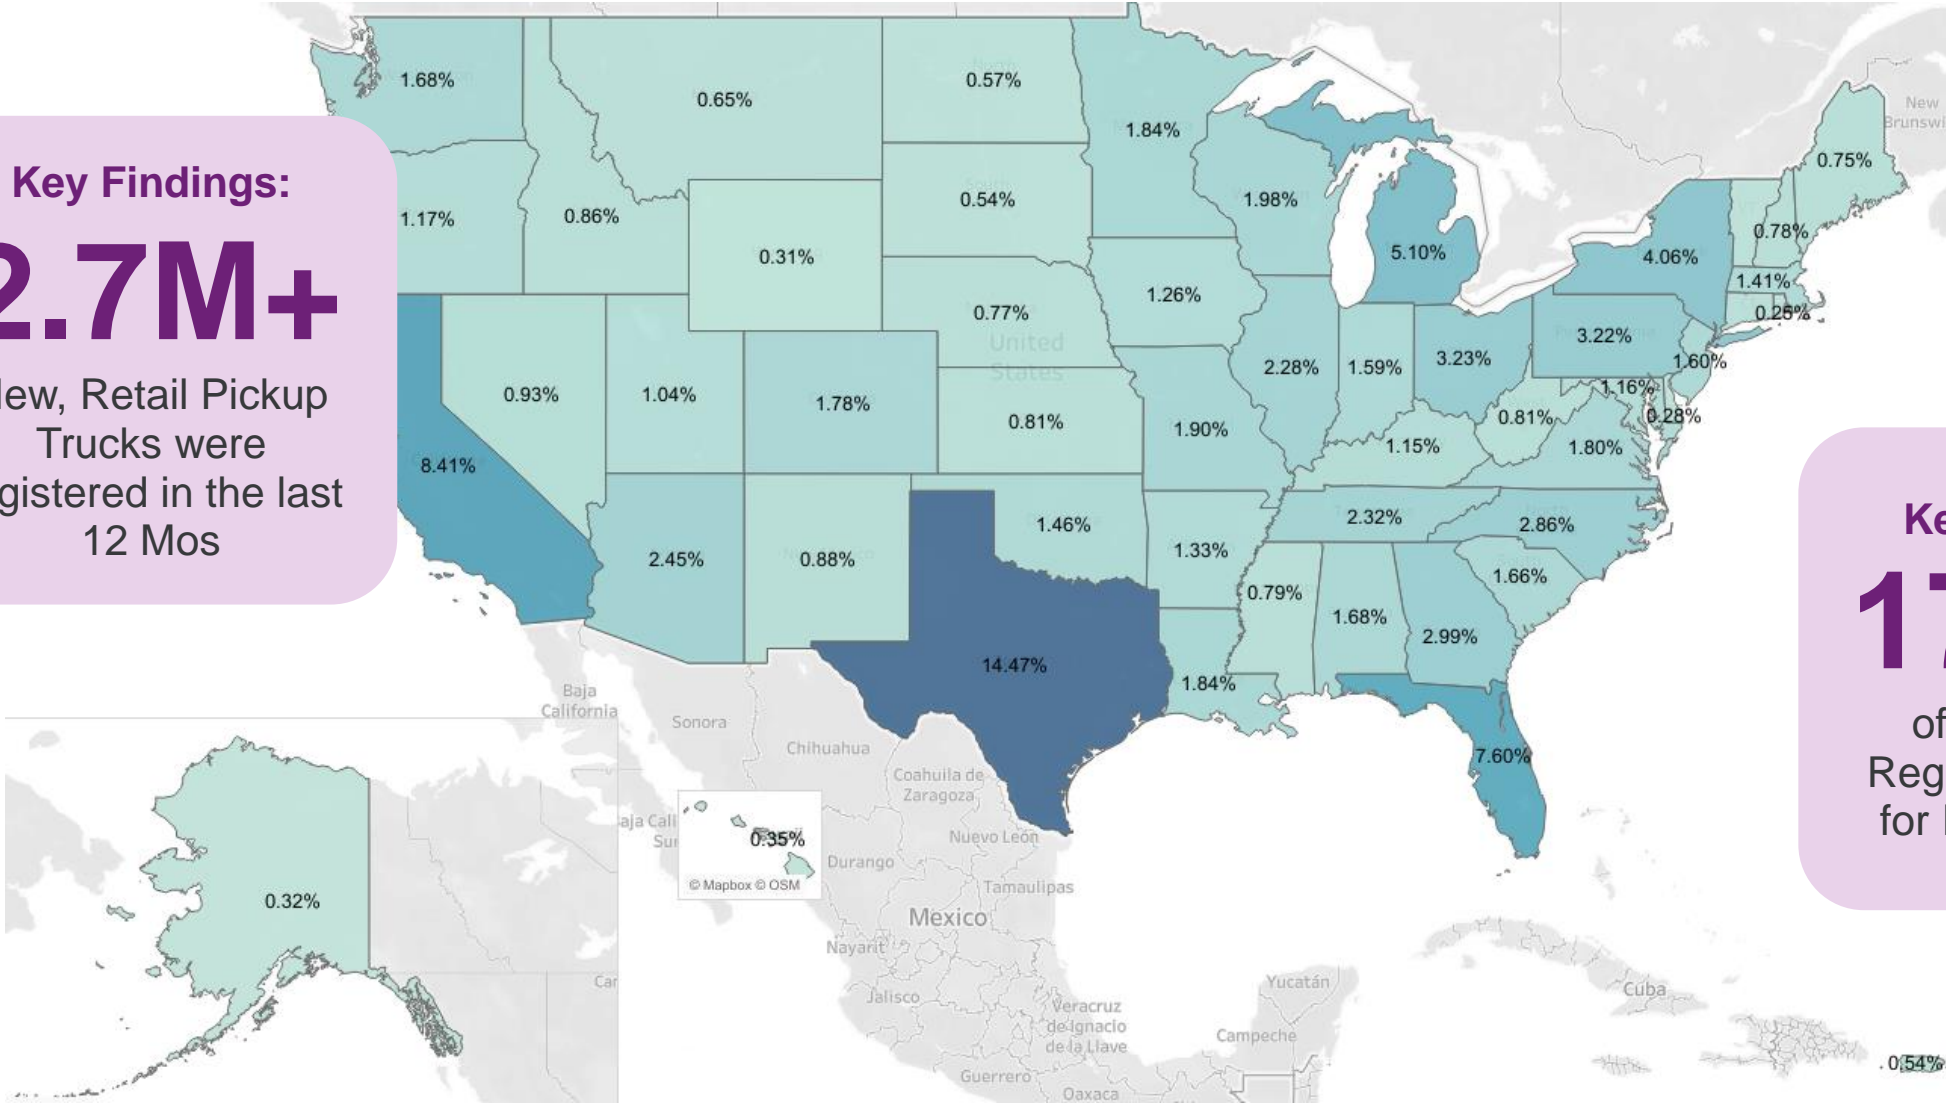 Key Findings:
2.7M+
New, Retail Pickup
Trucks were
gistered in the last
12 Mos
1.68%
0.65%
0.57%
1.84%
0.75%
New
Brunswi
1.17%
0.86%
0.31%
0.54%
1.98%
5.10%
4.06%
0.78%
1.41%
0.77%
United
States
1.26%
3.22%
1.60%
8.41%
0.93%
1.04%
1.78%
0.81%
1.90%
2.28%
1.59%
3.23%
0.81%
1.16%
0.28%
1.15%
1.80%
2.45%
0.88%
1.46%
1.33%
2.32%
2.86%
1.66%
14.47%
0.79%
1.68%
2.99%
1.84%
7.60%
Ke
17
of
Reg
for
Baja
California
Sonora
Chihuahua
Coahuila de
Zaragoza
Nuevo León
aja Cali
Sur
0.35%
© Mapbox © OSM
Durango
Tamaulipas
Mexico
Nayarit
Jalisco
Veracruz
de Ignacio
de la Llave
Guerrero
Oaxaca
Yucatán
Campeche
Cuba
0.32%
Car
0.54%